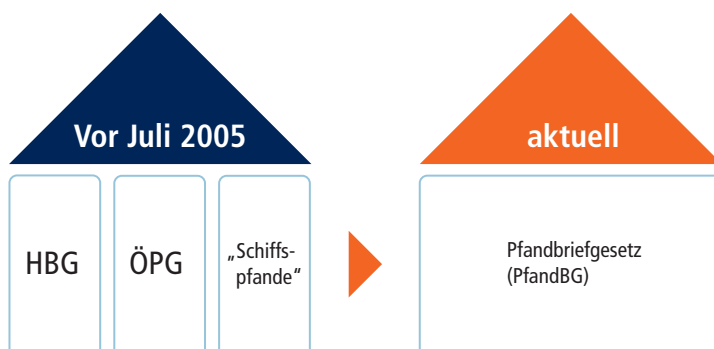 Vor Juli 2005
HBG
ÖPG
„Schiffs-
pfande“
aktuell
Pfandbriefgesetz
(PfandBG)